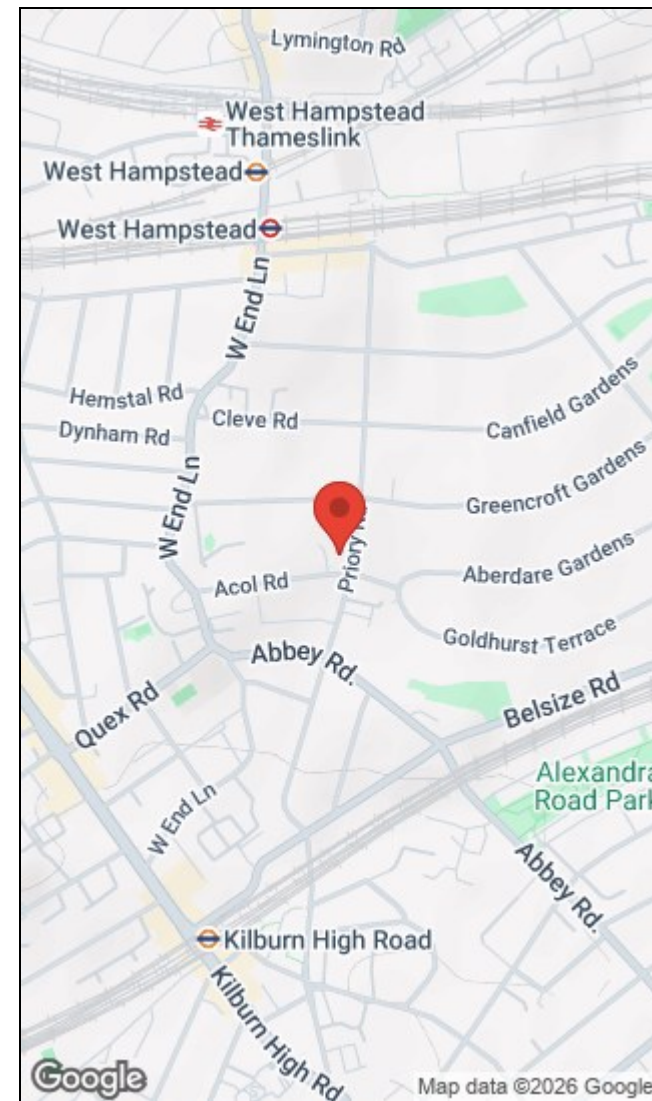 Lymington Rd
West Hampstead
Thameslink
West Hampstead
West Hampstead
W End Ln
Hemstal Rd
Cleve Rd
Canfield Gardens
Dynham Rd
Greencroft Gardens
W End Ln
Priory R
Aberdare Gardens
Acol Rd
Goldhurst Terrace
Abbey Rd.
Belsize Rd
Quex Rd
Alexandra
Road Park
W End Ln
Abbey Rd.
Kilburn High Road
Kilburn High Rd
Google
Map data ©2026 Google